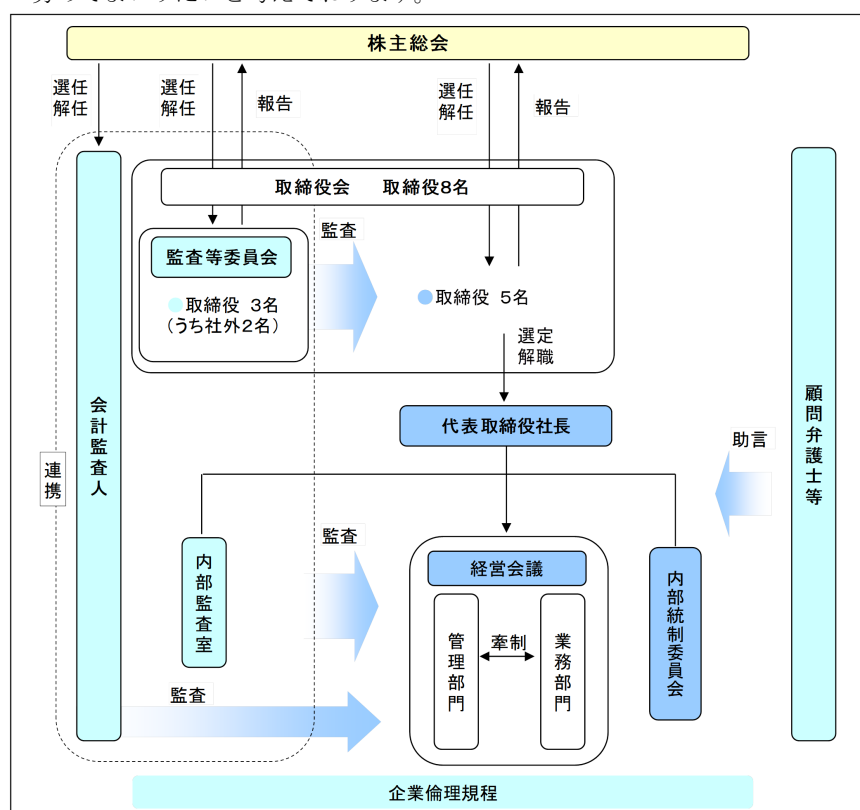 株主総会
選任
解任
選任
解任
報告
選任
解任
報告
取締役会　取締役8名
監査等委員会
取締役 3名
(うち社外2名)
監査
取締役 5名
選定
解職
代表取締役社長
会計監査人
連携
顧問弁護士等
助言
内部監査室
監査
経営会議
管理部門
牽制
業務部門
内部統制委員会
監査
企業倫理規程